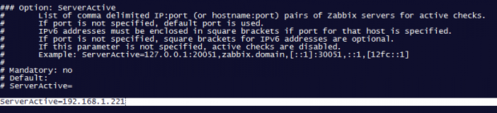 ### Option: ServerActive
#	List of comma delimited IP:port (or hostname:port) pairs of Zabbix servers for active checks.
#	If port is not specified, default port is used.
#	IPv6 addresses must be enclosed in square brackets if port for that host is specified.
#	If port is not specified, square brackets for IPv6 addresses are optional.
#	If this parameter is not specified, active checks are disabled.
#	Example: ServerActive=127.0.0.1:20051,zabbix.domain,[::1]:30051,::1,[12fc::1]
#
# Mandatory: no
# Default:
# ServerActive=
ServerActive=192.168.1.221